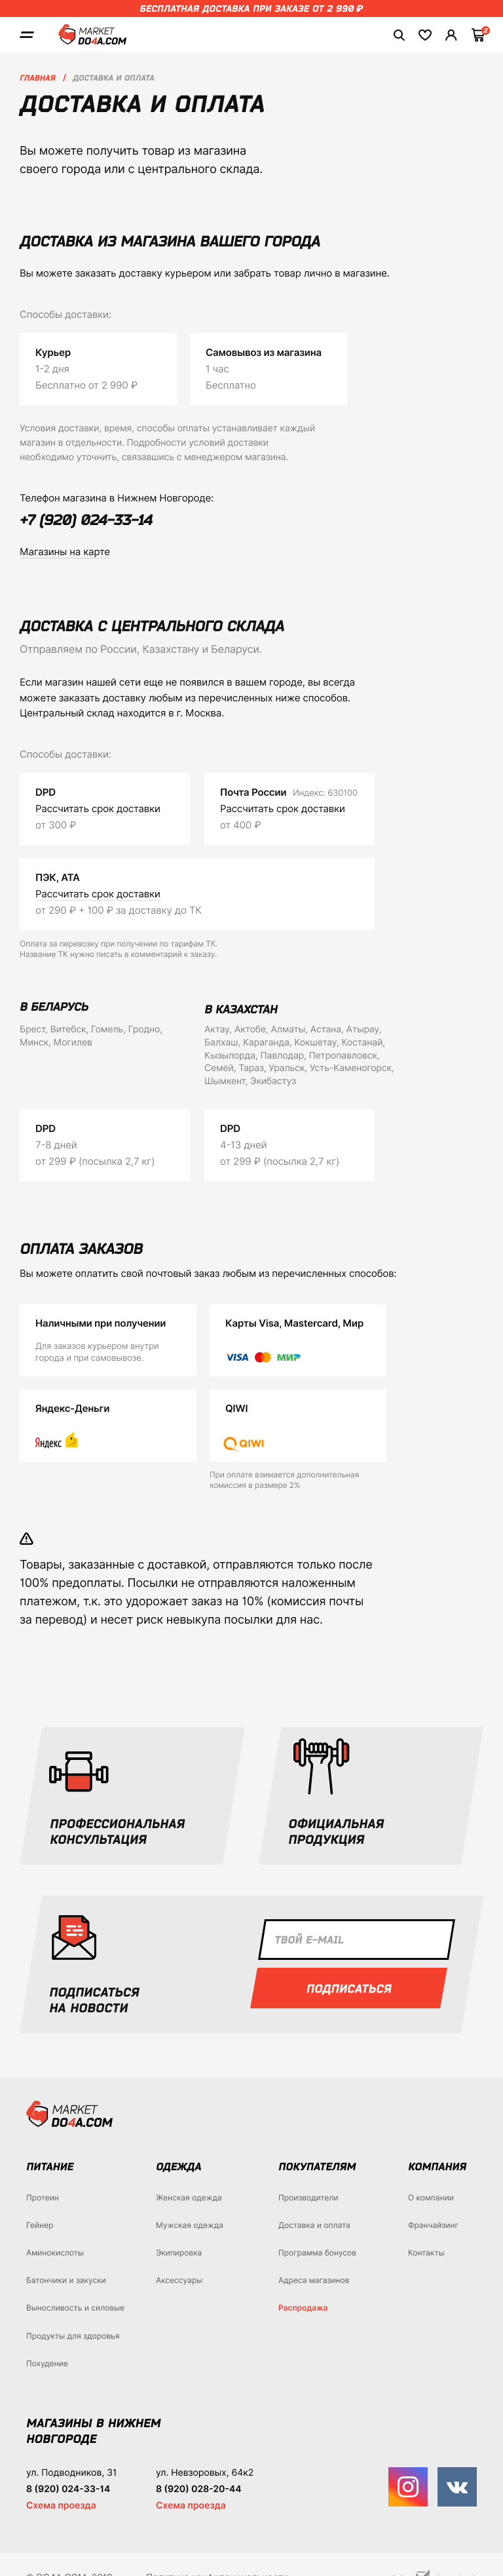 БЕСПЛАТНАЯ ДОСТАВКА ПРИ ЗАКАЗЕ ОТ 2 990 ₽
MARKET
DO4A.COM
2
ГЛАВНАЯ / ДОСТАВКА И ОПЛАТА
ДОСТАВКА И ОПЛАТА
Вы можете получить товар из магазина
своего города или с центрального склада.
ДОСТАВКА ИЗ МАГАЗИНА ВАШЕГО ГОРОДА
Вы можете заказать доставку курьером или забрать товар лично в магазине.
Способы доставки:
Курьер
1-2 дня
Бесплатно от 2 990 ₽
Самовывоз из магазина
1 час
Бесплатно
Условия доставки, время, способы оплаты устанавливает каждый
магазин в отдельности. Подробности условий доставки
необходимо уточнить, связавшись с менеджером магазина.
Телефон магазина в Нижнем Новгороде:
+7 (920) 024-33-14
Магазины на карте
ДОСТАВКА С ЦЕНТРАЛЬНОГО СКЛАДА
Отправляем по России, Казахстану и Беларуси.
Если магазин нашей сети еще не появился в вашем городе, вы всегда
можете заказать доставку любым из перечисленных ниже способов.
Центральный склад находится в г. Москва.
Способы доставки:
DPD
Рассчитать срок доставки
от 300 ₽
Почта России Индекс: 630100
Рассчитать срок доставки
от 400 ₽
ПЭК, АТА
Рассчитать срок доставки
от 290 ₽ + 100 ₽ за доставку до ТК
Оплата за перевозку при получении по тарифам ТК.
Название ТК нужно писать в комментарий к заказу.
В БЕЛАРУСЬ
Брест, Витебск, Гомель, Гродно,
Минск, Могилев
В КАЗАХСТАН
Актау, Актобе, Алматы, Астана, Атырау,
Балхаш, Караганда, Кокшетау, Костанай,
Кызылорда, Павлодар, Петропавловск,
Семей, Тараз, Уральск, Усть-Каменогорск,
Шымкент, Экибастуз
DPD
7-8 дней
от 299 ₽ (посылка 2,7 кг)
DPD
4-13 дней
от 299 ₽ (посылка 2,7 кг)
ОПЛАТА ЗАКАЗОВ
Вы можете оплатить свой почтовый заказ любым из перечисленных способов:
Наличными при получении
Для заказов курьером внутри
города и при самовывозе.
Карты Visa, Mastercard, Мир
VISA МИР
Яндекс-Деньги
Яндекс
QIWI
QIWI
При оплате взимается дополнительная
комиссия в размере 2%
Товары, заказанные с доставкой, отправляются только после
100% предоплаты. Посылки не отправляются наложенным
платежом, т.к. это удорожает заказ на 10% (комиссия почты
за перевод) и несет риск невыкупа посылки для нас.
ПРОФЕССИОНАЛЬНАЯ
КОНСУЛЬТАЦИЯ
ОФИЦИАЛЬНАЯ
ПРОДУКЦИЯ
ПОДПИСАТЬСЯ
НА НОВОСТИ
ТВОЙ E-MAIL
ПОДПИСАТЬСЯ
MARKET
DO4A.COM
ПИТАНИЕ
Протеин
Гейнер
Аминокислоты
Батончики и закуски
Выносливость и силовые
Продукты для здоровья
Похудение
ОДЕЖДА
Женская одежда
Мужская одежда
Экипировка
Аксессуары
ПОКУПАТЕЛЯМ
Производители
Доставка и оплата
Программа бонусов
Адреса магазинов
Распродажа
КОМПАНИЯ
О компании
Франчайзинг
Контакты
МАГАЗИНЫ В НИЖНЕМ
НОВГОРОДЕ
ул. Подводников, 31
8 (920) 024-33-14
Схема проезда
ул. Невзоровых, 64к2
8 (920) 028-20-44
Схема проезда